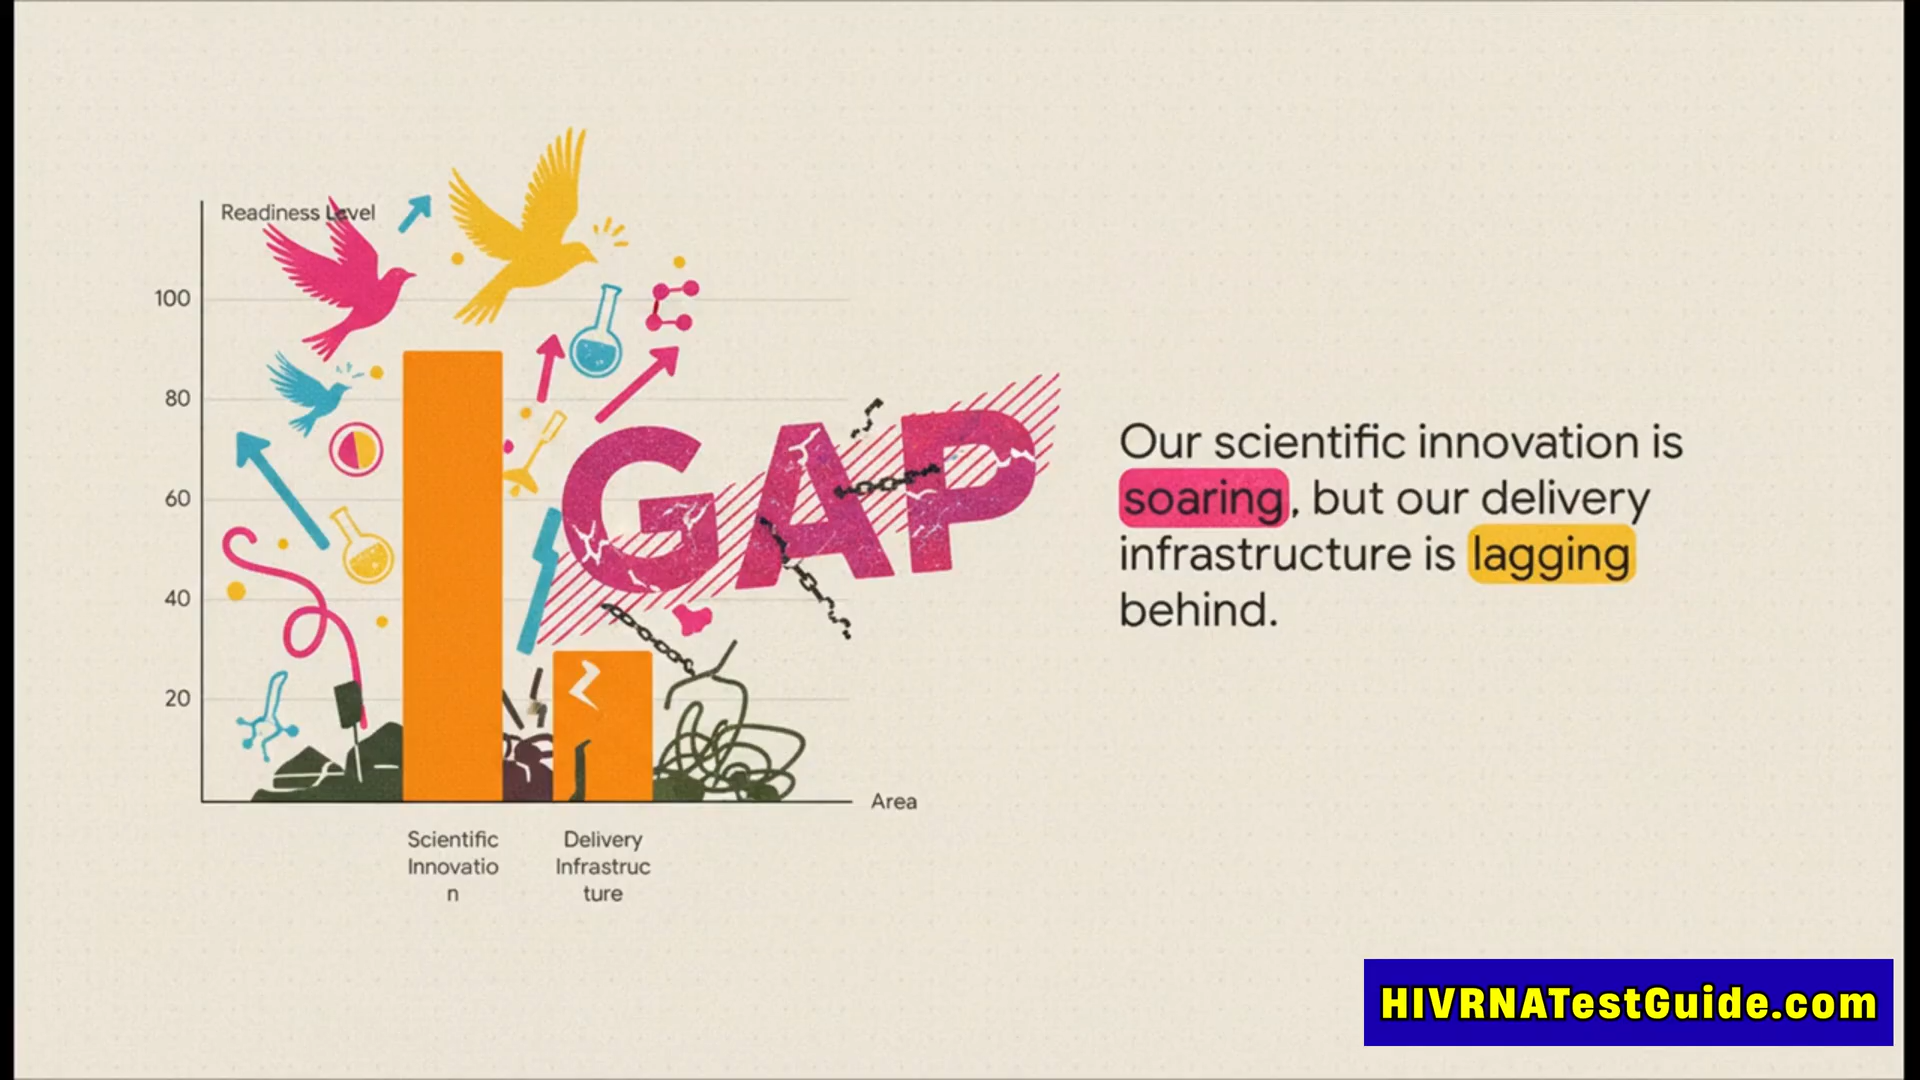 Readiness Level
100
80
60
40
20
GAP
Area
Scientific
Innovatio
n
Delivery
Infrastruc
ture
Our scientific innovation is
soaring, but our delivery
infrastructure is lagging
behind.
HIVRNATestGuide.com